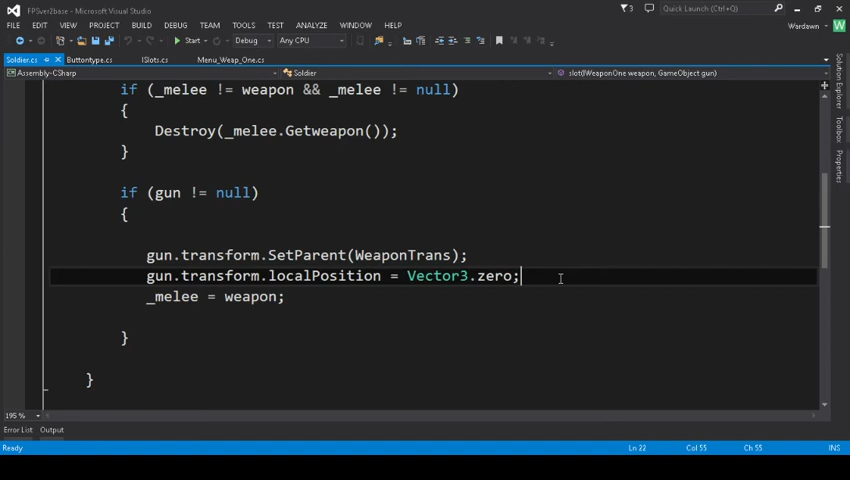 FPSver2base - Microsoft Visual Studio
3
Quick Launch (Ctrl+Q)
FILE EDIT VIEW PROJECT BUILD DEBUG TEAM TOOLS TEST ANALYZE WINDOW HELP
Wardawn W
Start Debug Any CPU
Soldier.cs Buttontype.cs ISlots.cs Menu_Weap_One.cs
Assembly-CSharp Soldier slot(IWeaponOne weapon, GameObject gun)
if (_melee != weapon && _melee != null)
{
Destroy(_melee.Getweapon());
}
if (gun != null)
{
gun.transform.SetParent(WeaponTrans);
gun.transform.localPosition = Vector3.zero;
_melee = weapon;
}
}
Solution Explorer
Toolbox
Properties
195 %
Error List Output
Ready Ln 22 Col 55 Ch 55 INS